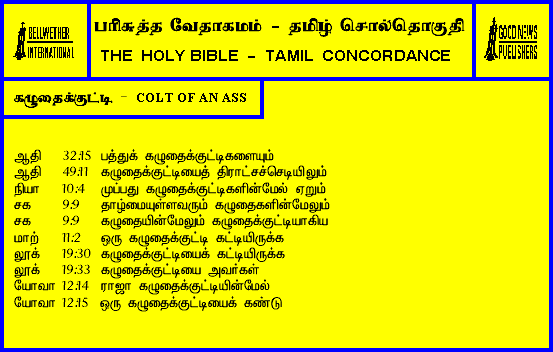 BELLWETHER
INTERNATIONAL
பரிசுத்த வேதாகமம் - தமிழ் சொல்தொகுதி
THE HOLY BIBLE - TAMIL CONCORDANCE
GOOD NEWS
PUBLISHERS
கழுதைக்குட்டி - COLT OF AN ASS
ஆதி 32:15 பத்துக் கழுதைக்குட்டிகளையும்
ஆதி 49:11 கழுதைக்குட்டியைத் திராட்சச்செடியிலும்
நியா 10:4 முப்பது கழுதைக்குட்டிகளின்மேல் ஏறும்
சக 9:9 தாழ்மையுள்ளவரும் கழுதைகளின்மேலும்
சக 9:9 கழுதையின்மேலும் கழுதைக்குட்டியாகிய
மாற் 11:2 ஒரு கழுதைக்குட்டி கட்டியிருக்க
லூக் 19:30 கழுதைக்குட்டியைக் கட்டியிருக்க
லூக் 19:33 கழுதைக்குட்டியை அவர்கள்
யோவா 12:14 ராஜா கழுதைக்குட்டியின்மேல்
யோவா 12:15 ஒரு கழுதைக்குட்டியைக் கண்டு